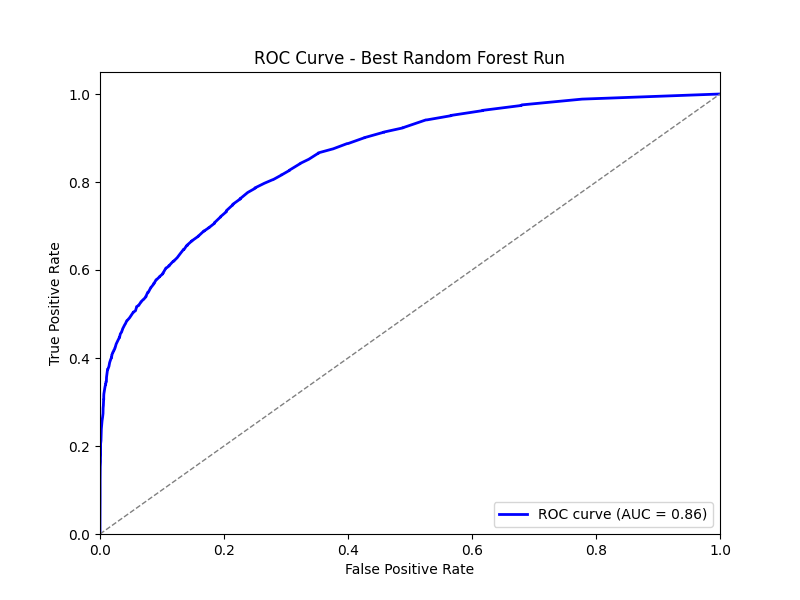 ROC Curve - Best Random Forest Run
True Positive Rate
1.0
0.8
0.6
0.4
0.2
0.0
0.0 0.2 0.4 0.6 0.8 1.0
False Positive Rate
ROC curve (AUC = 0.86)